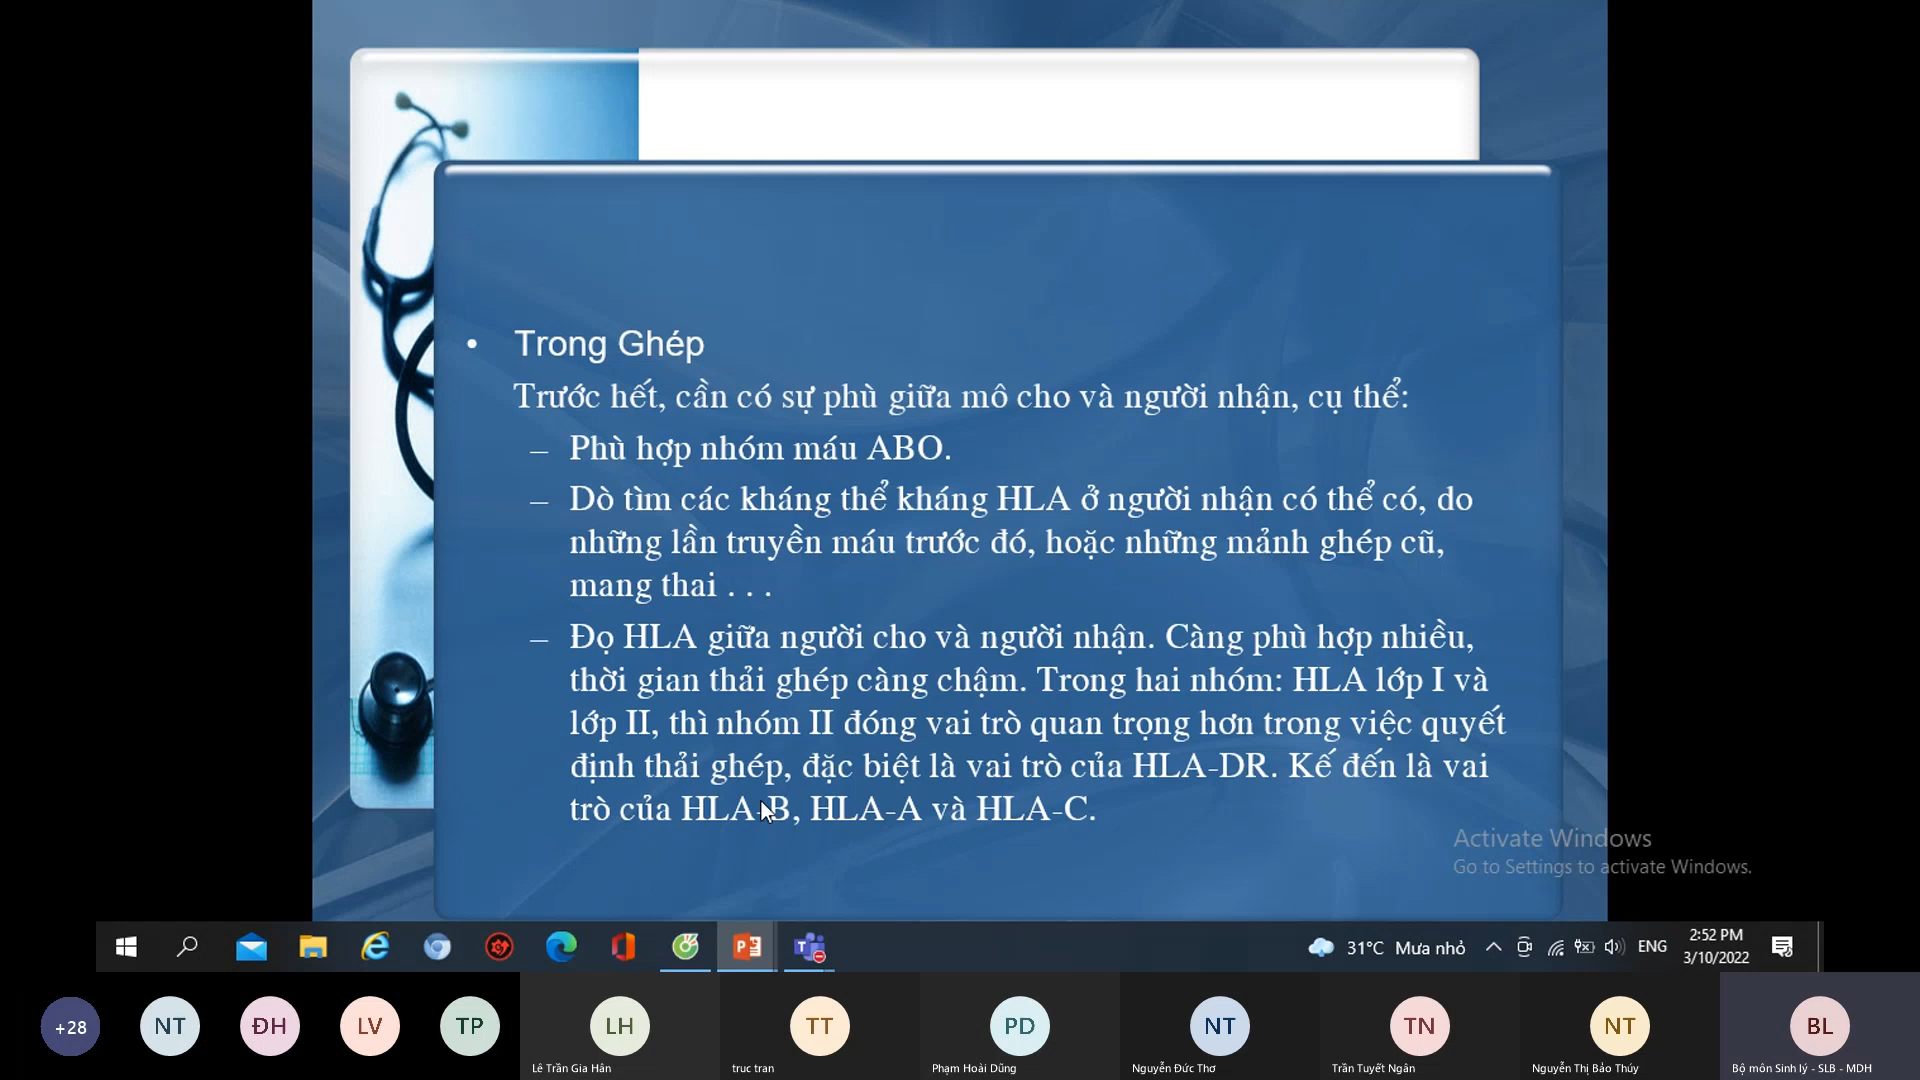 Trong Ghép
Trước hết, cần có sự phù giữa mô cho và người nhận, cụ thể:
– Phù hợp nhóm máu ABO.
– Dò tìm các kháng thể kháng HLA ở người nhận có thể có, do
những lần truyền máu trước đó, hoặc những mảnh ghép cũ,
mang thai . . .
– Đọ HLA giữa người cho và người nhận. Càng phù hợp nhiều,
thời gian thải ghép càng chậm. Trong hai nhóm: HLA lớp I và
lớp II, thì nhóm II đóng vai trò quan trọng hơn trong việc quyết
định thải ghép, đặc biệt là vai trò của HLA-DR. Kế đến là vai
trò của HLA-B, HLA-A và HLA-C.
Activate Windows
Go to Settings to activate Windows.
31°C Mưa nhỏ
ENG
2:52 PM
3/10/2022
+28
NT
ĐH
LV
TP
LH
TT
PD
NT
TN
NT
BL
Lê Trần Gia Hân
truc tran
Phạm Hoài Dũng
Nguyễn Đức Thơ
Trần Tuyết Ngân
Nguyễn Thị Bảo Thúy
Bộ môn Sinh lý - SLB - MDH